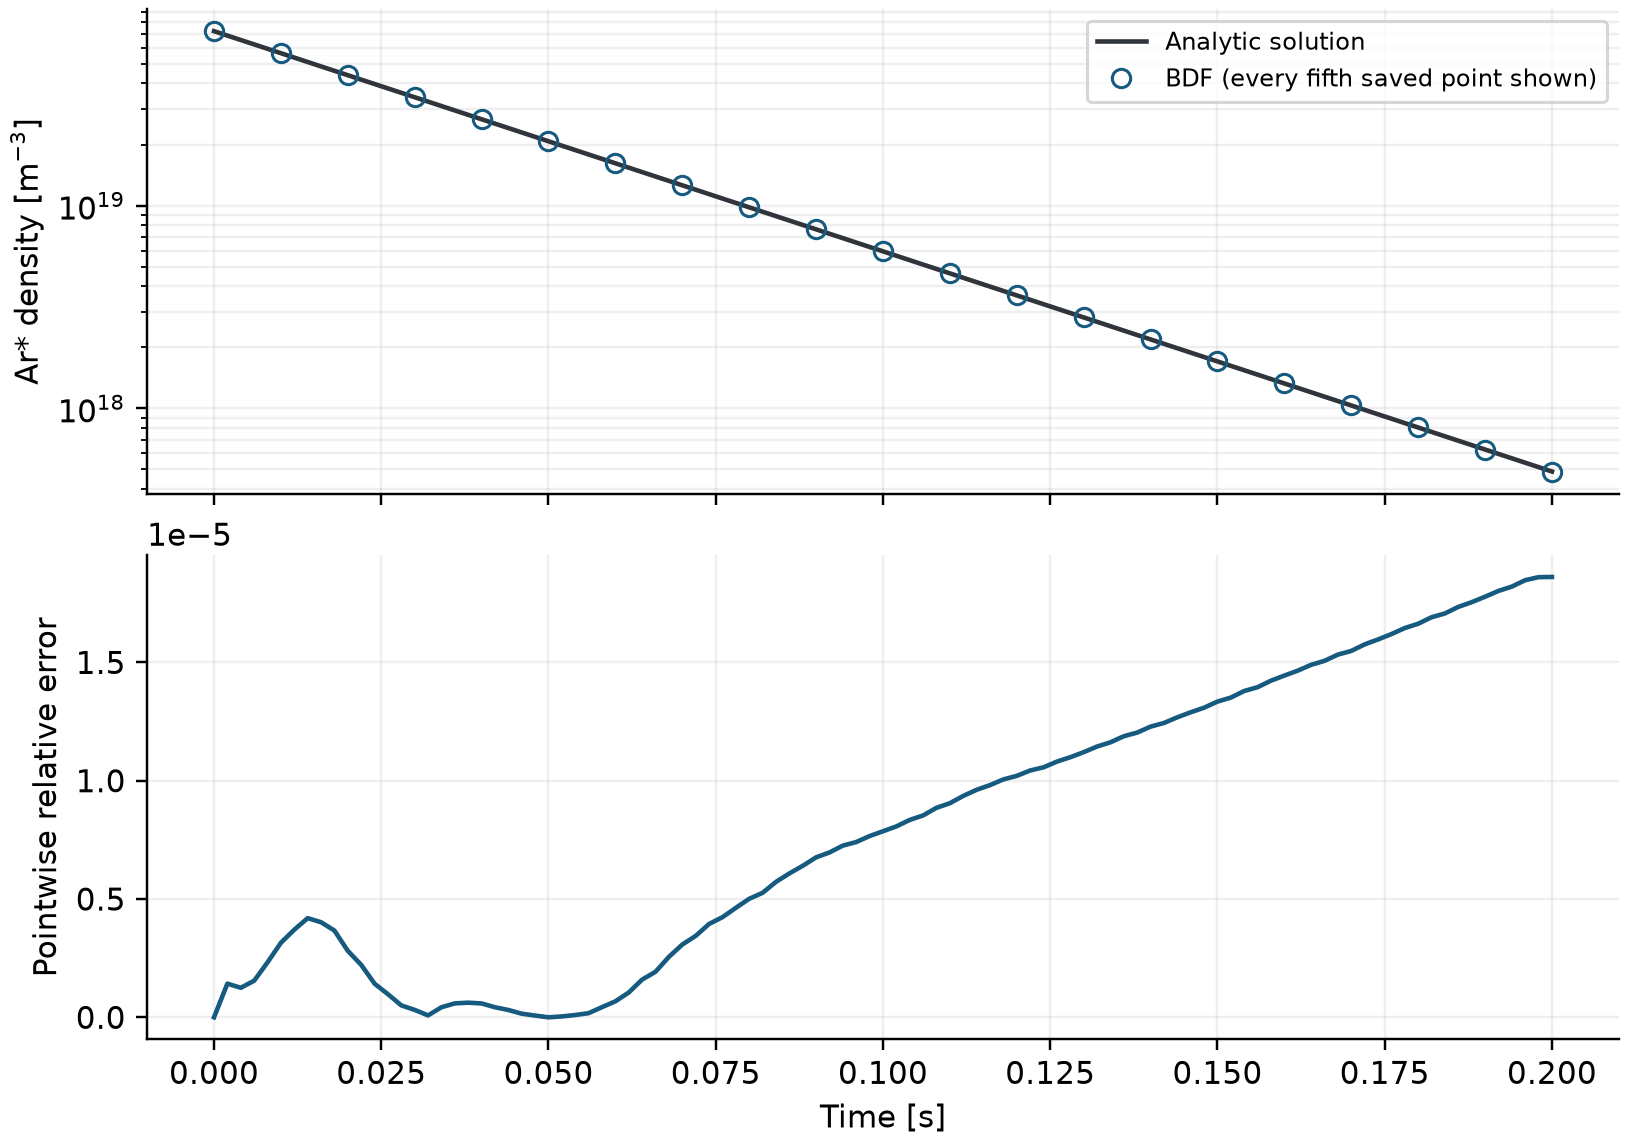 Analytic solution
BDF (every fifth saved point shown)
Ar* density [m⁻³]
10¹⁹
10¹⁸
1e−5
Pointwise relative error
1.5
1.0
0.5
0.0
0.000 0.025 0.050 0.075 0.100 0.125 0.150 0.175 0.200
Time [s]